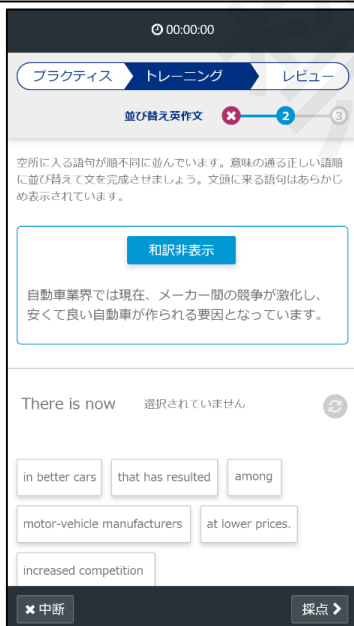 00:00:00
プラクティス トレーニング レビュー
並び替え英作文 2 3
空所に入る語句が順不同に並んでいます。意味の通る正しい語順
に並び替えて文を完成させましょう。文頭に来る語句はあらかじ
め表示されています。
和訳非表示
自動車業界では現在、メーカー間の競争が激化し、
安くて良い自動車が作られる要因となっています。
There is now 選択されていません
in better cars that has resulted among
motor-vehicle manufacturers at lower prices.
increased competition
✖中断 採点